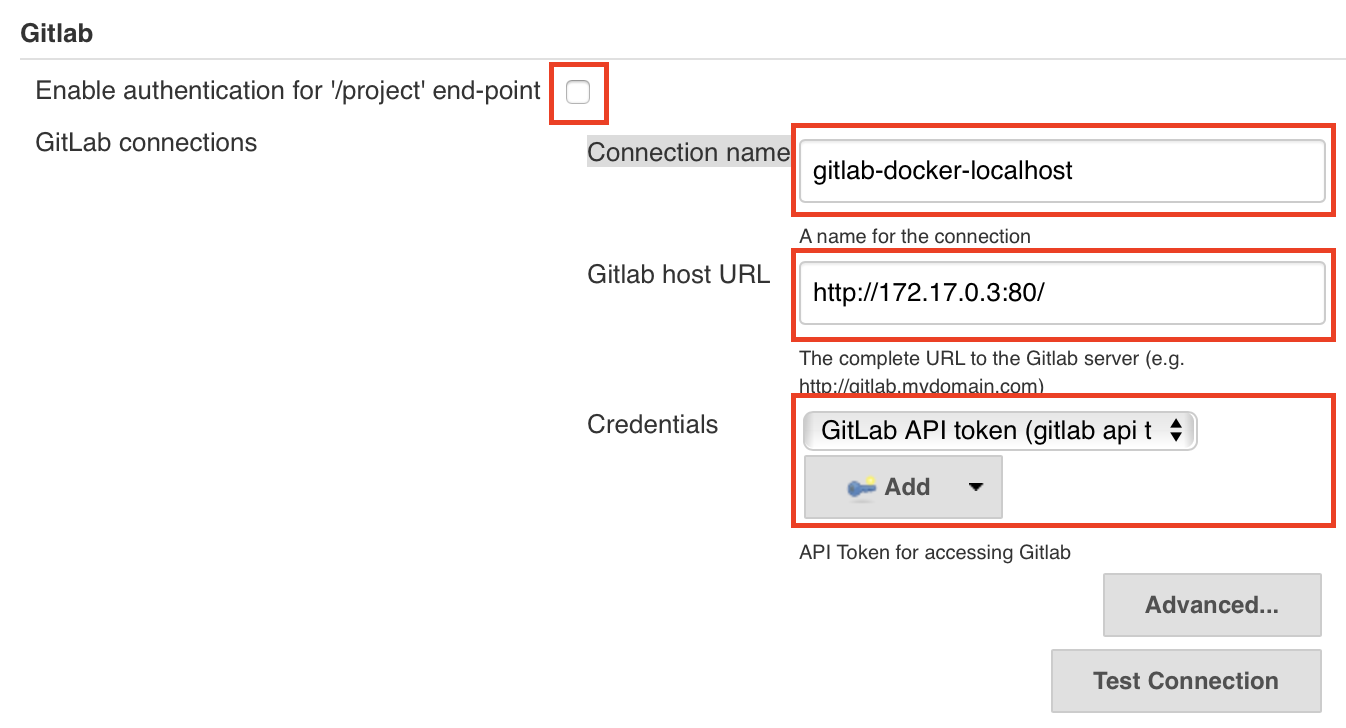 Gitlab
Enable authentication for '/project' end-point
GitLab connections
Connection name
gitlab-docker-localhost
A name for the connection
Gitlab host URL
http://172.17.0.3:80/
The complete URL to the Gitlab server (e.g.
http://gitlab.mydomain.com)
Credentials
GitLab API token (gitlab api t
Add
API Token for accessing Gitlab
Advanced...
Test Connection